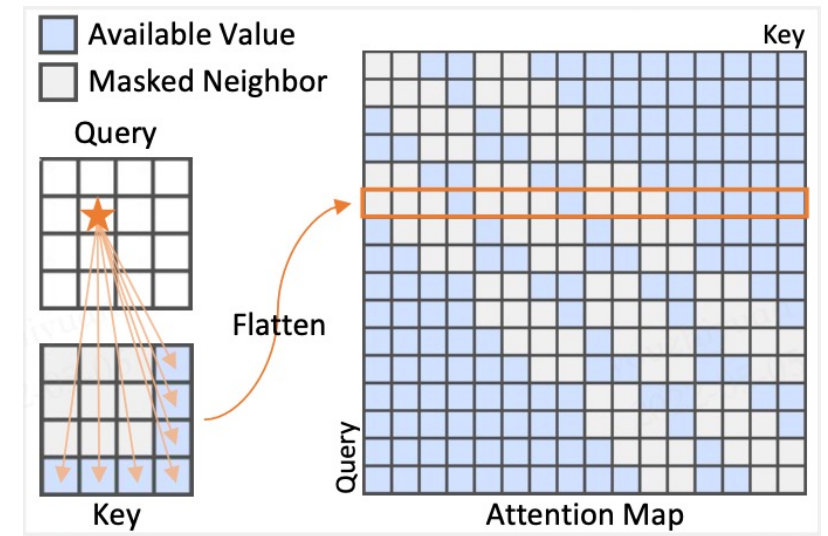 Available Value
Masked Neighbor
Key
Query
Flatten
Query
Key
Attention Map